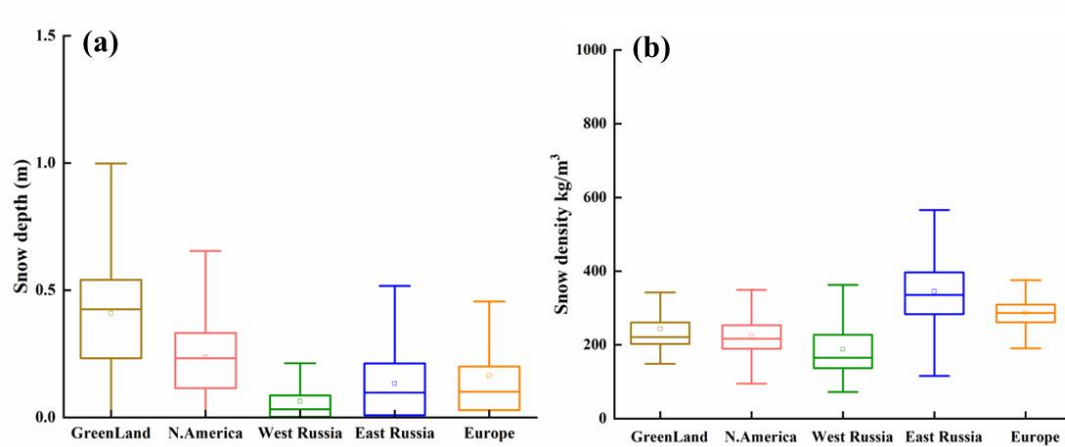 (a)
1.5
1.0
0.5
0.0
Snow depth (m)
GreenLand N.America West Russia East Russia Europe
(b)
1000
800
600
400
200
0
Snow density kg/m³
GreenLand N.America West Russia East Russia Europe